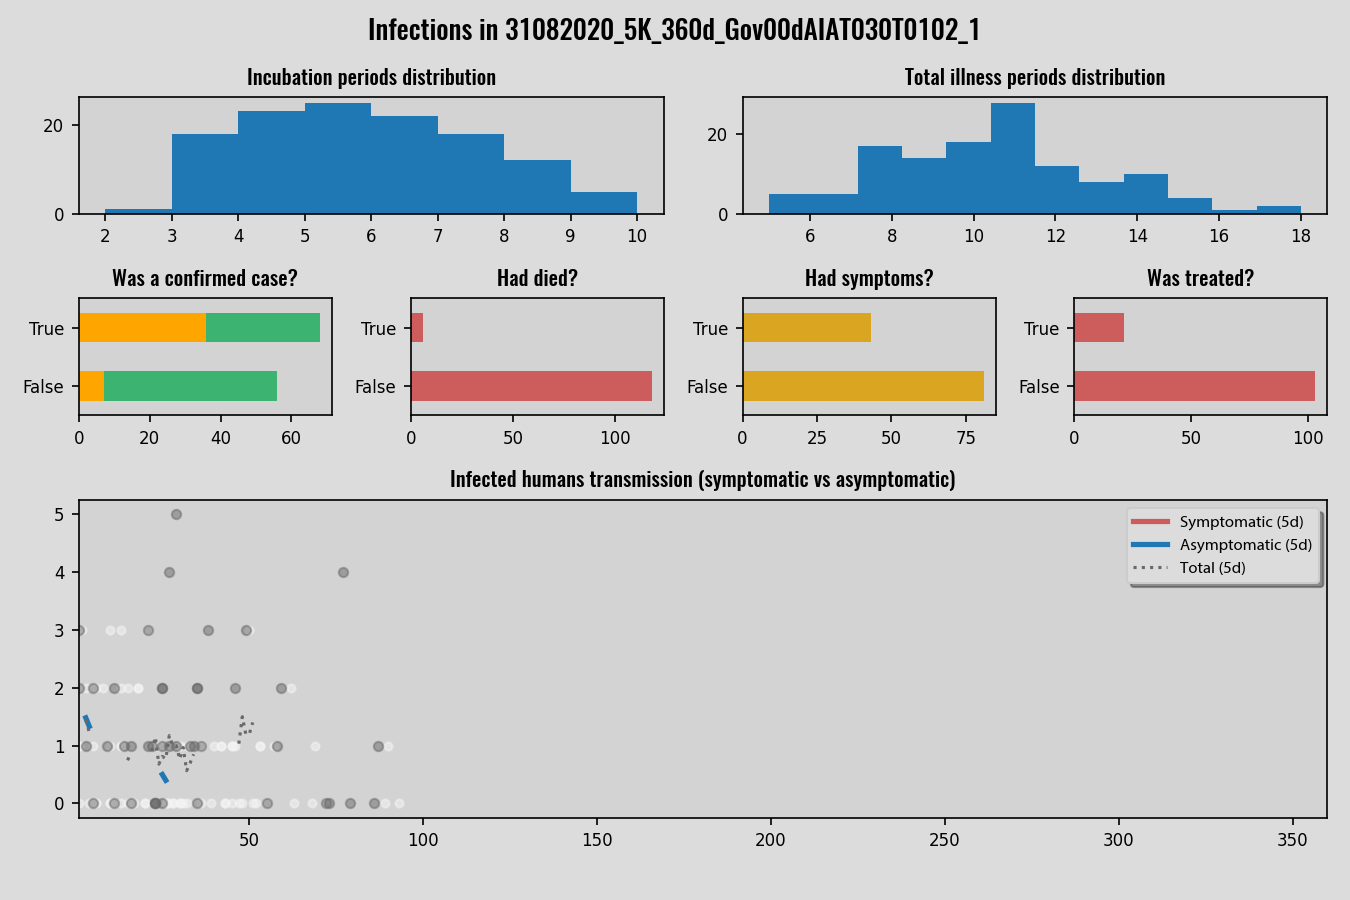 Infections in 31082020_5K_360d_Gov00dAIAT030T0102_1
Incubation periods distribution
Total illness periods distribution
20
0
2 3 4 5 6 7 8 9 10
20
0
6 8 10 12 14 16 18
Was a confirmed case?
Had died?
Had symptoms?
Was treated?
True
False
0 20 40 60
True
False
0 50 100
True
False
0 25 50 75
True
False
0 50 100
Infected humans transmission (symptomatic vs asymptomatic)
5
4
3
2
1
0
50 100 150 200 250 300 350
Symptomatic (5d)
Asymptomatic (5d)
Total (5d)